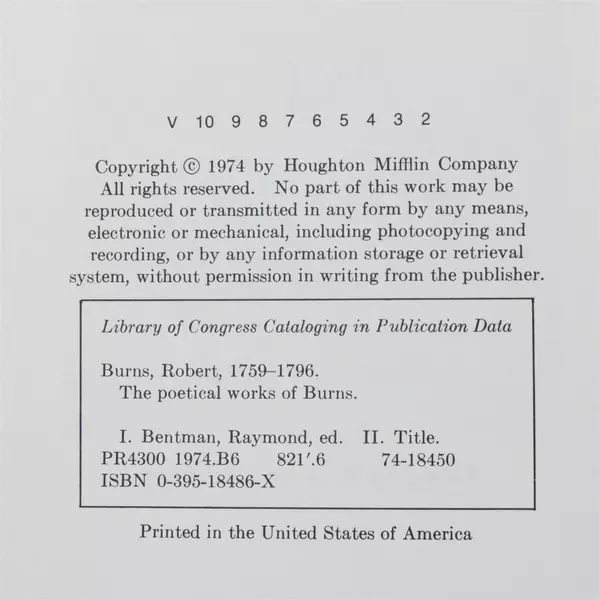 V 10 9 8 7 6 5 4 3 2
Copyright © 1974 by Houghton Mifflin Company
All rights reserved. No part of this work may be
reproduced or transmitted in any form by any means,
electronic or mechanical, including photocopying and
recording, or by any information storage or retrieval
system, without permission in writing from the publisher.
Library of Congress Cataloging in Publication Data
Burns, Robert, 1759–1796.
The poetical works of Burns.
I. Bentman, Raymond, ed. II. Title.
PR4300 1974.B6 821′.6 74-18450
ISBN 0-395-18486-X
Printed in the United States of America